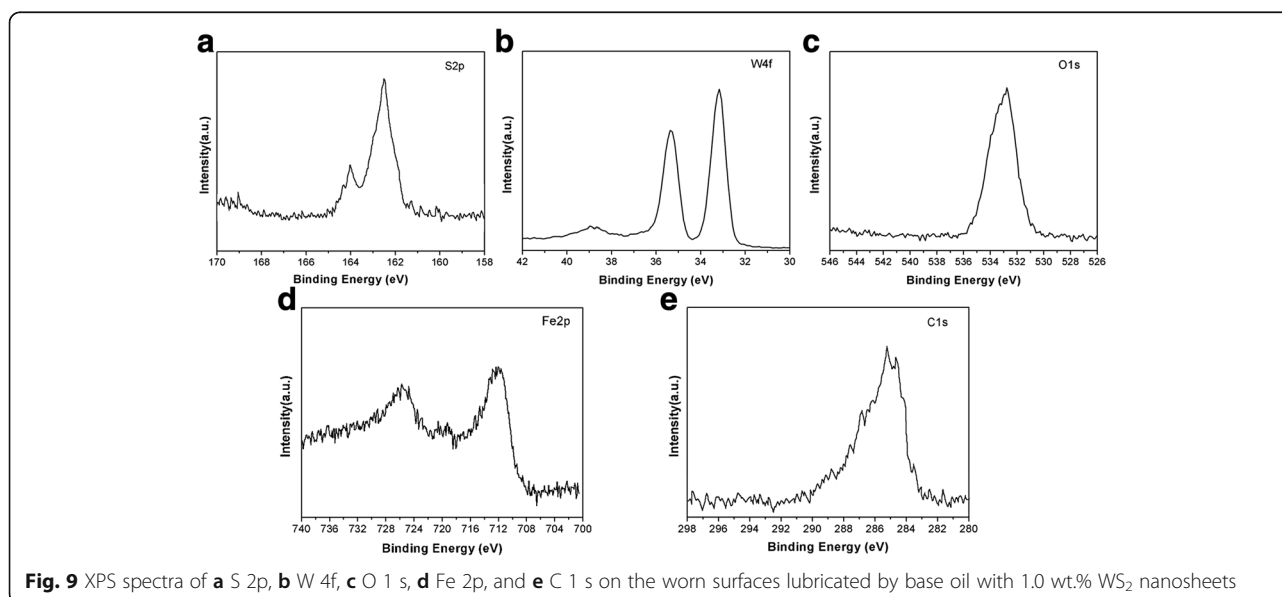 a
S2p
Intensity(a.u.)
170 168 166 164 162 160 158
Binding Energy (eV)
b
W4f
Intensity(a.u.)
42 40 38 36 34 33 30
Binding Energy (eV)
c
O1s
Intensity(a.u.)
546 544 542 540 538 536 534 532 530 528 526
Binding Energy (eV)
d
Fe2p
Intensity(a.u.)
740 736 732 728 724 720 716 712 708 704 700
Binding Energy (eV)
e
C1s
Intensity(a.u.)
298 296 294 292 290 288 286 284 282 280
Binding Energy (eV)
Fig. 9 XPS spectra of a S 2p, b W 4f, c O 1 s, d Fe 2p, and e C 1 s on the worn surfaces lubricated by base oil with 1.0 wt.% WS₂ nanosheets